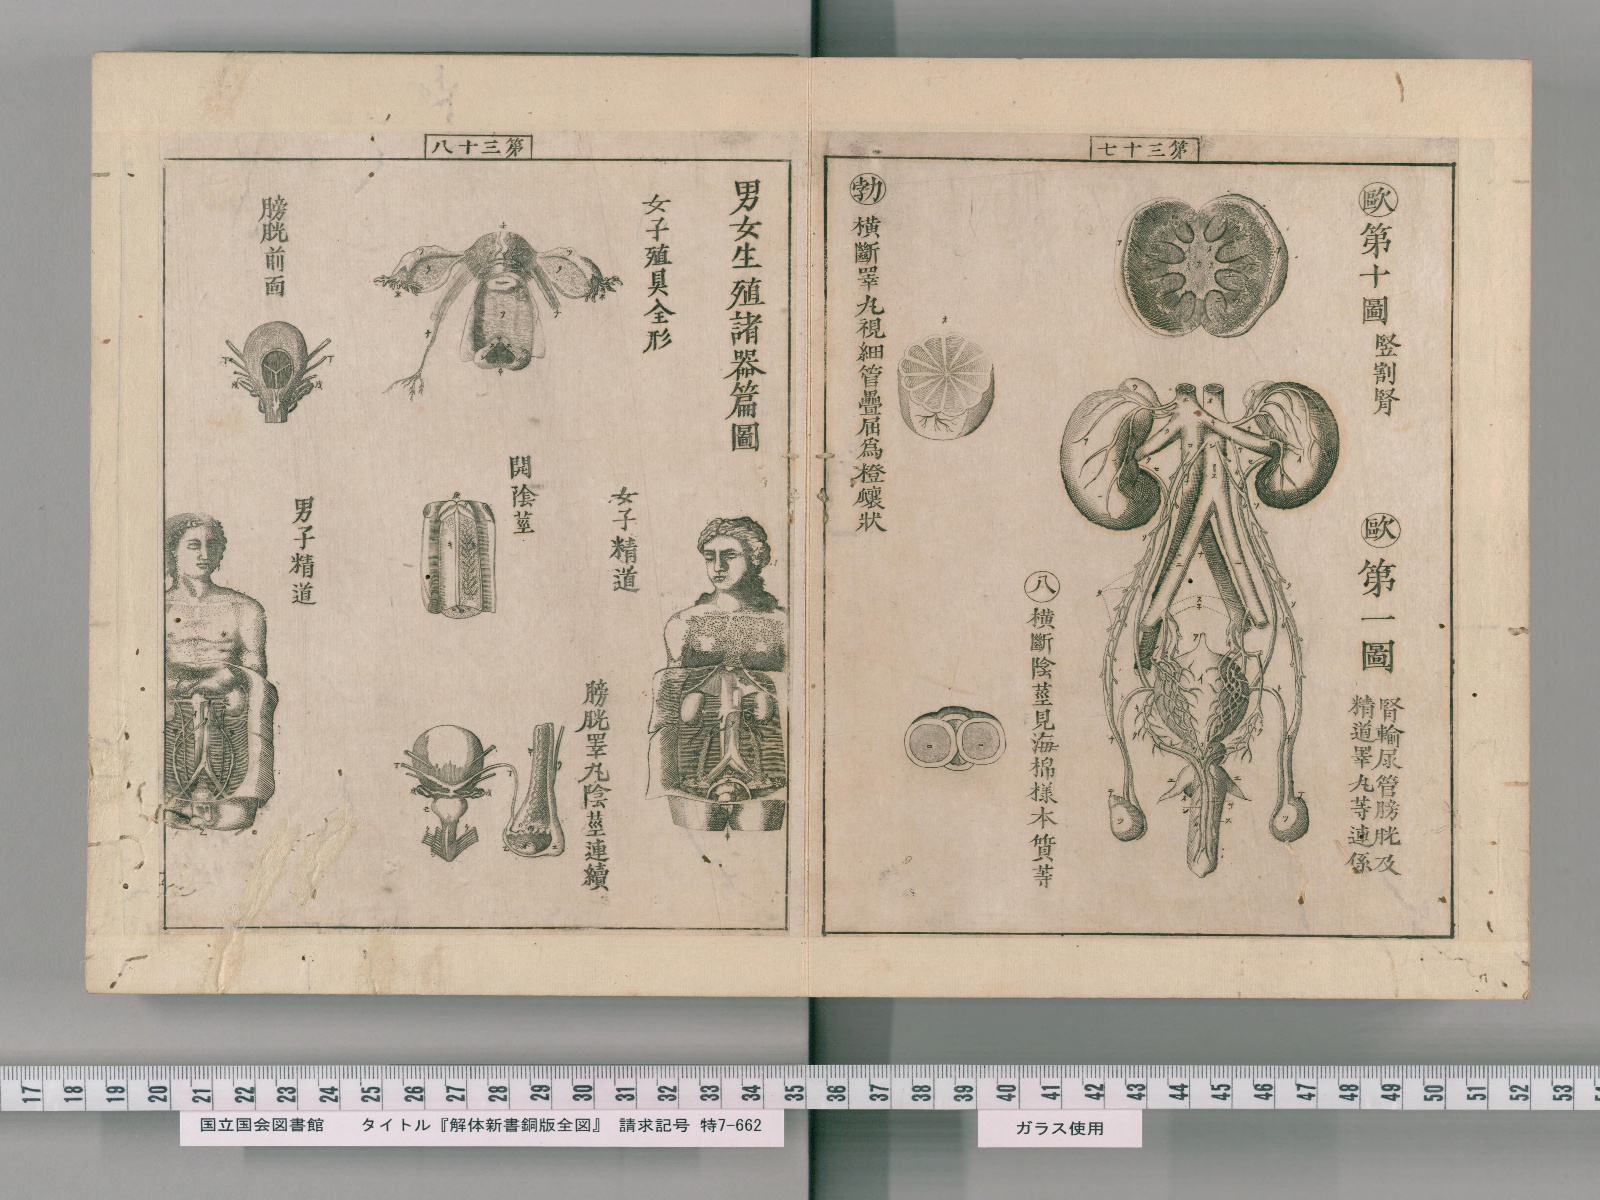 第三十七
歐 第十圖 竪割腎
歐 第一圖
腎輸尿管膀胱及
精道睪丸等連係
八 横斷陰莖見海棉樣本質等
勃 横斷睪丸視細管疊屈爲橙瓤狀
第三十八
男女生殖諸器篇圖
女子殖具全形
女子精道
膀胱睪丸陰莖連續
開陰莖
膀胱前面
男子精道
17 18 19 20 21 22 23 24 25 26 27 28 29 30 31 32 33 34 35 36 37 38 39 40 41 42 43 44 45 46 47 48 49 50 51 52 53
国立国会図書館 タイトル『解体新書銅版全図』 請求記号 特7-662
ガラス使用